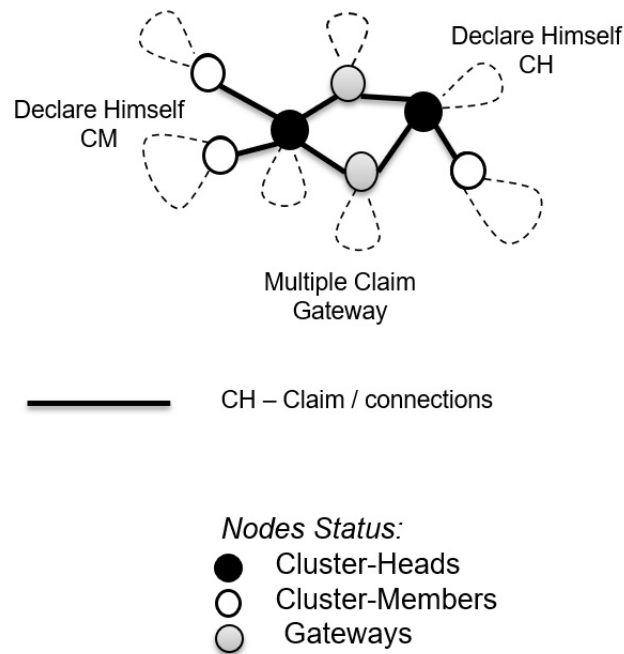 Declare Himself
CH
Declare Himself
CM
Multiple Claim
Gateway
CH – Claim / connections
Nodes Status:
Cluster-Heads
Cluster-Members
Gateways